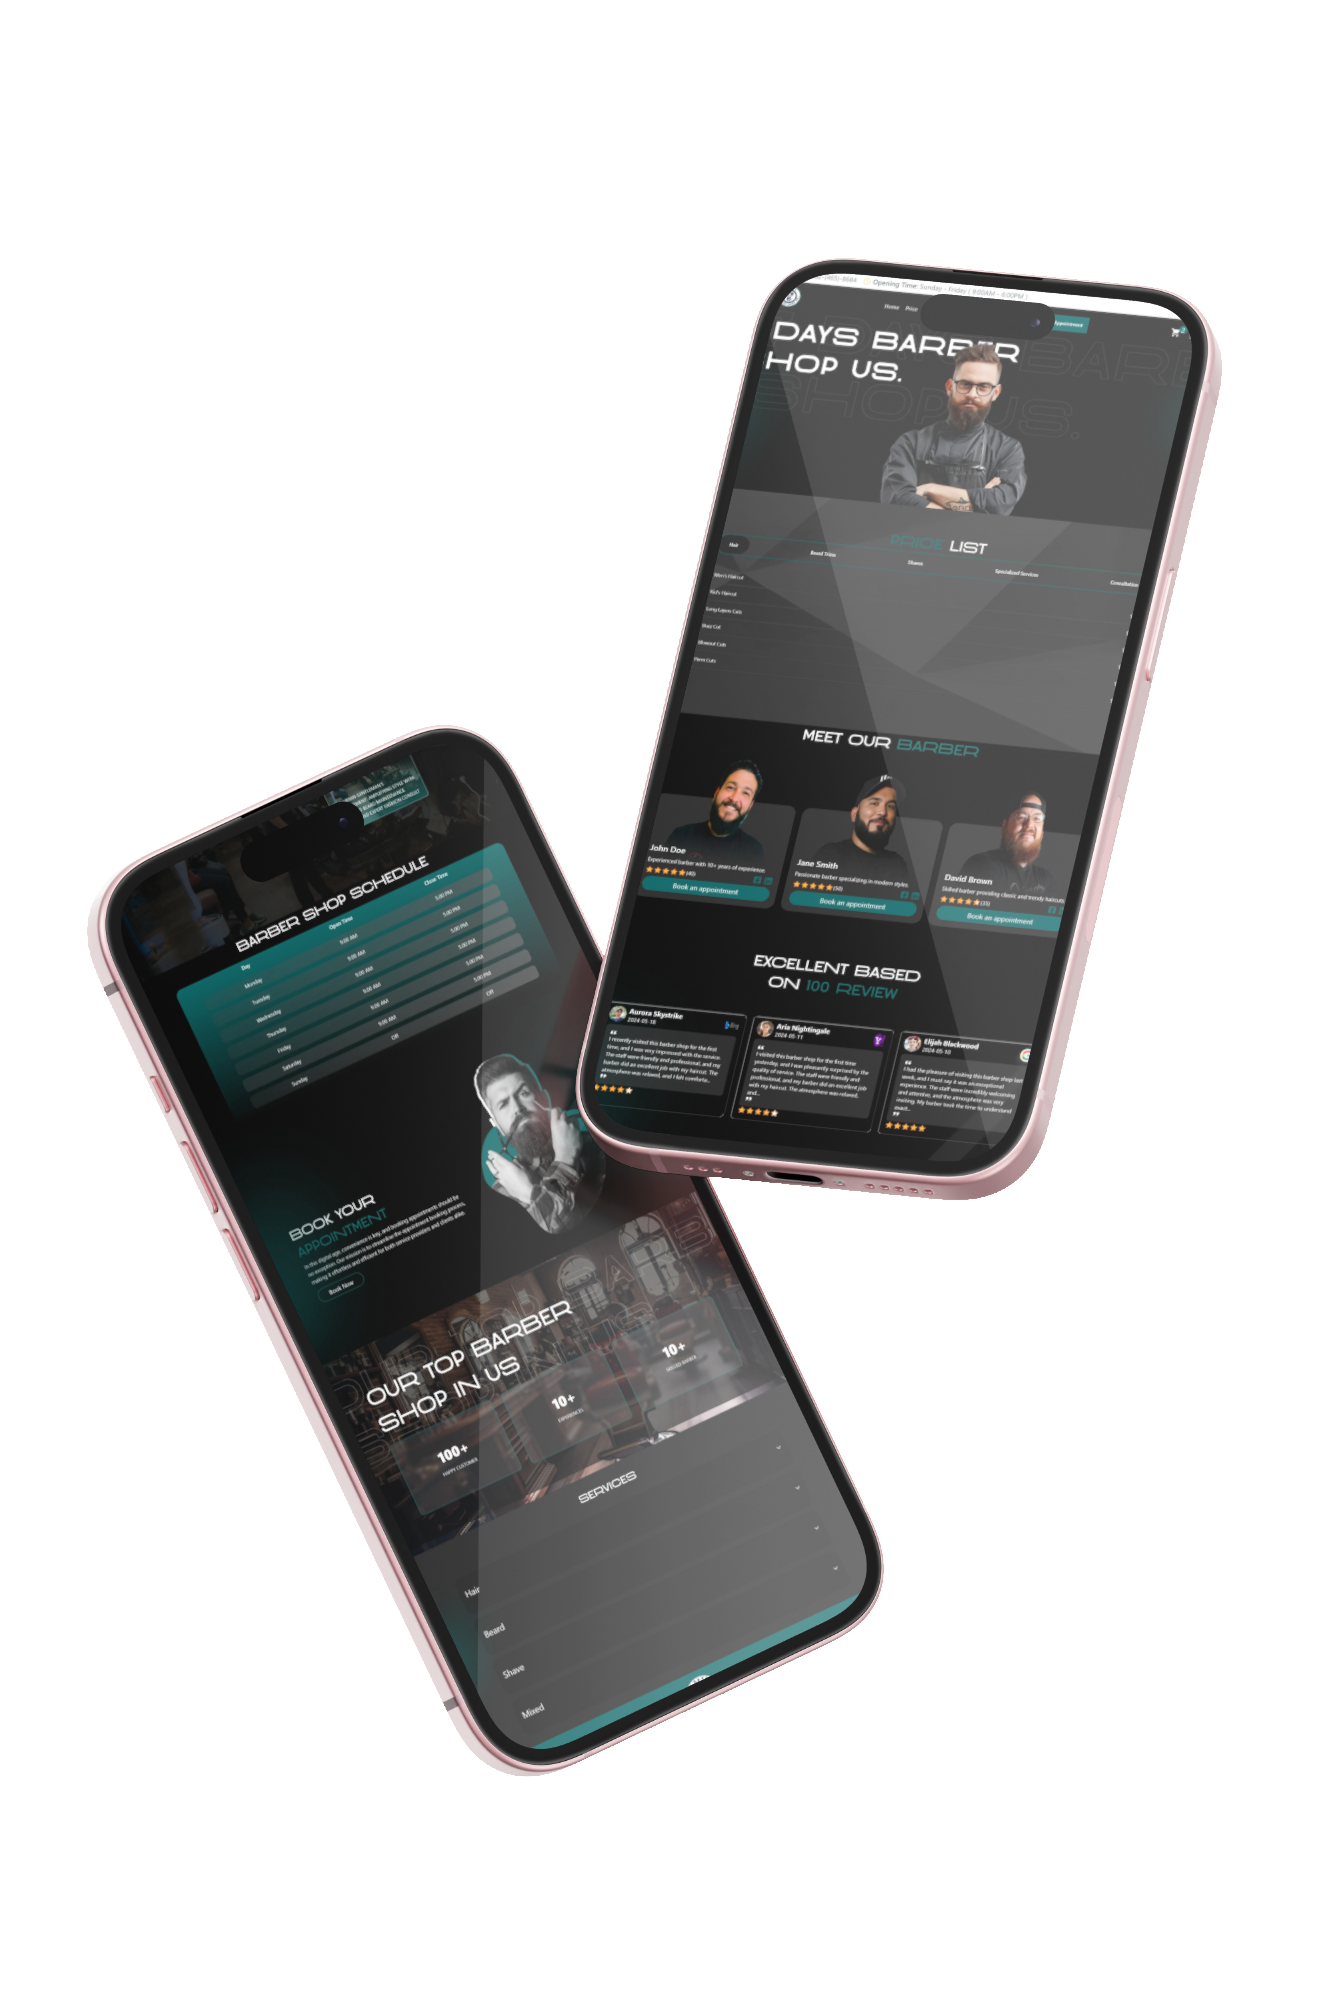 Opening Time: Sunday - Friday ( 9:00AM - 6:00PM )
Home Price
Appointment
DAYS BARBER
HOP US.
PRICE LIST
Hair Beard Trims Shaves Specialized Services Consultation
Men's Haircut
Kid's Haircut
Buzz Cut
Blowout Cuts
Perm Cuts
MEET OUR BARBER
John Doe
Experienced barber with 10+ years of experience.
(40)
Book an appointment
Jane Smith
Passionate barber specializing in modern styles
(50)
Book an appointment
David Brown
Skilled barber providing classic and trendy haircuts
(35)
Book an appointment
EXCELLENT BASED
ON 100 REVIEW
Aurora Skystrike
2024-05-18
I recently visited this barber shop for the first
time, and I was very impressed with the service.
The staff were friendly and professional, and my
barber did an excellent job with my haircut. The
atmosphere was relaxed, and I felt comforta...
Aria Nightingale
2024-05-11
I visited this barber shop for the first time
yesterday, and I was pleasantly surprised by the
quality of service. The staff were friendly and
professional, and my barber did an excellent job
with my haircut. The atmosphere was relaxed,
and...
Elijah Blackwood
2024-05-10
I had the pleasure of visiting this barber shop last
week, and I must say it was an exceptional
experience. The staff were incredibly welcoming
and attentive, and the atmosphere was very
inviting. My barber took the time to understand
exact...
BARBER SHOP SCHEDULE
Day Open Time Close Time
Monday 9:00 AM 5:00 PM
Tuesday 9:00 AM 5:00 PM
Wednesday 9:00 AM 5:00 PM
Thursday 9:00 AM 5:00 PM
Friday 9:00 AM 5:00 PM
Saturday 9:00 AM 5:00 PM
Sunday Off Off
BOOK YOUR
APPOINTMENT
In this digital age, convenience is key, and booking appointments should be
no exception. Our mission is to streamline the appointment booking process,
making it effortless and efficient for both service providers and clients alike.
Book Now
OUR TOP BARBER
SHOP IN US
100+
HAPPY CUSTOMER
10+
EXPERIENCES
10+
SKILLED BARBER
SERVICES
Hair
Beard
Shave
Mixed